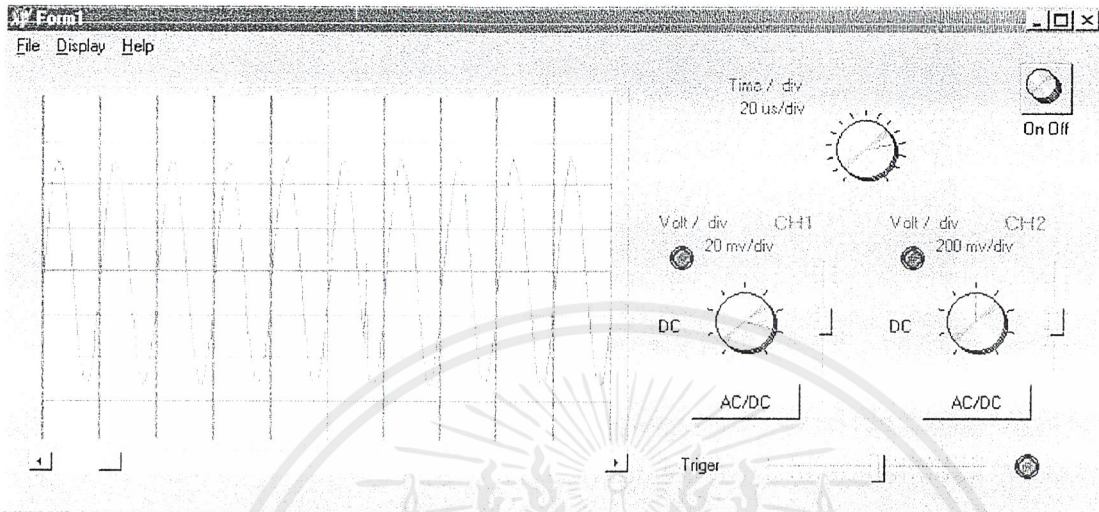 Form1
File Display Help
Time / div
20 us/div
On Off
Volt / div CH1
20 mv/div
Volt / div CH2
200 mv/div
DC
DC
AC/DC
AC/DC
Triger